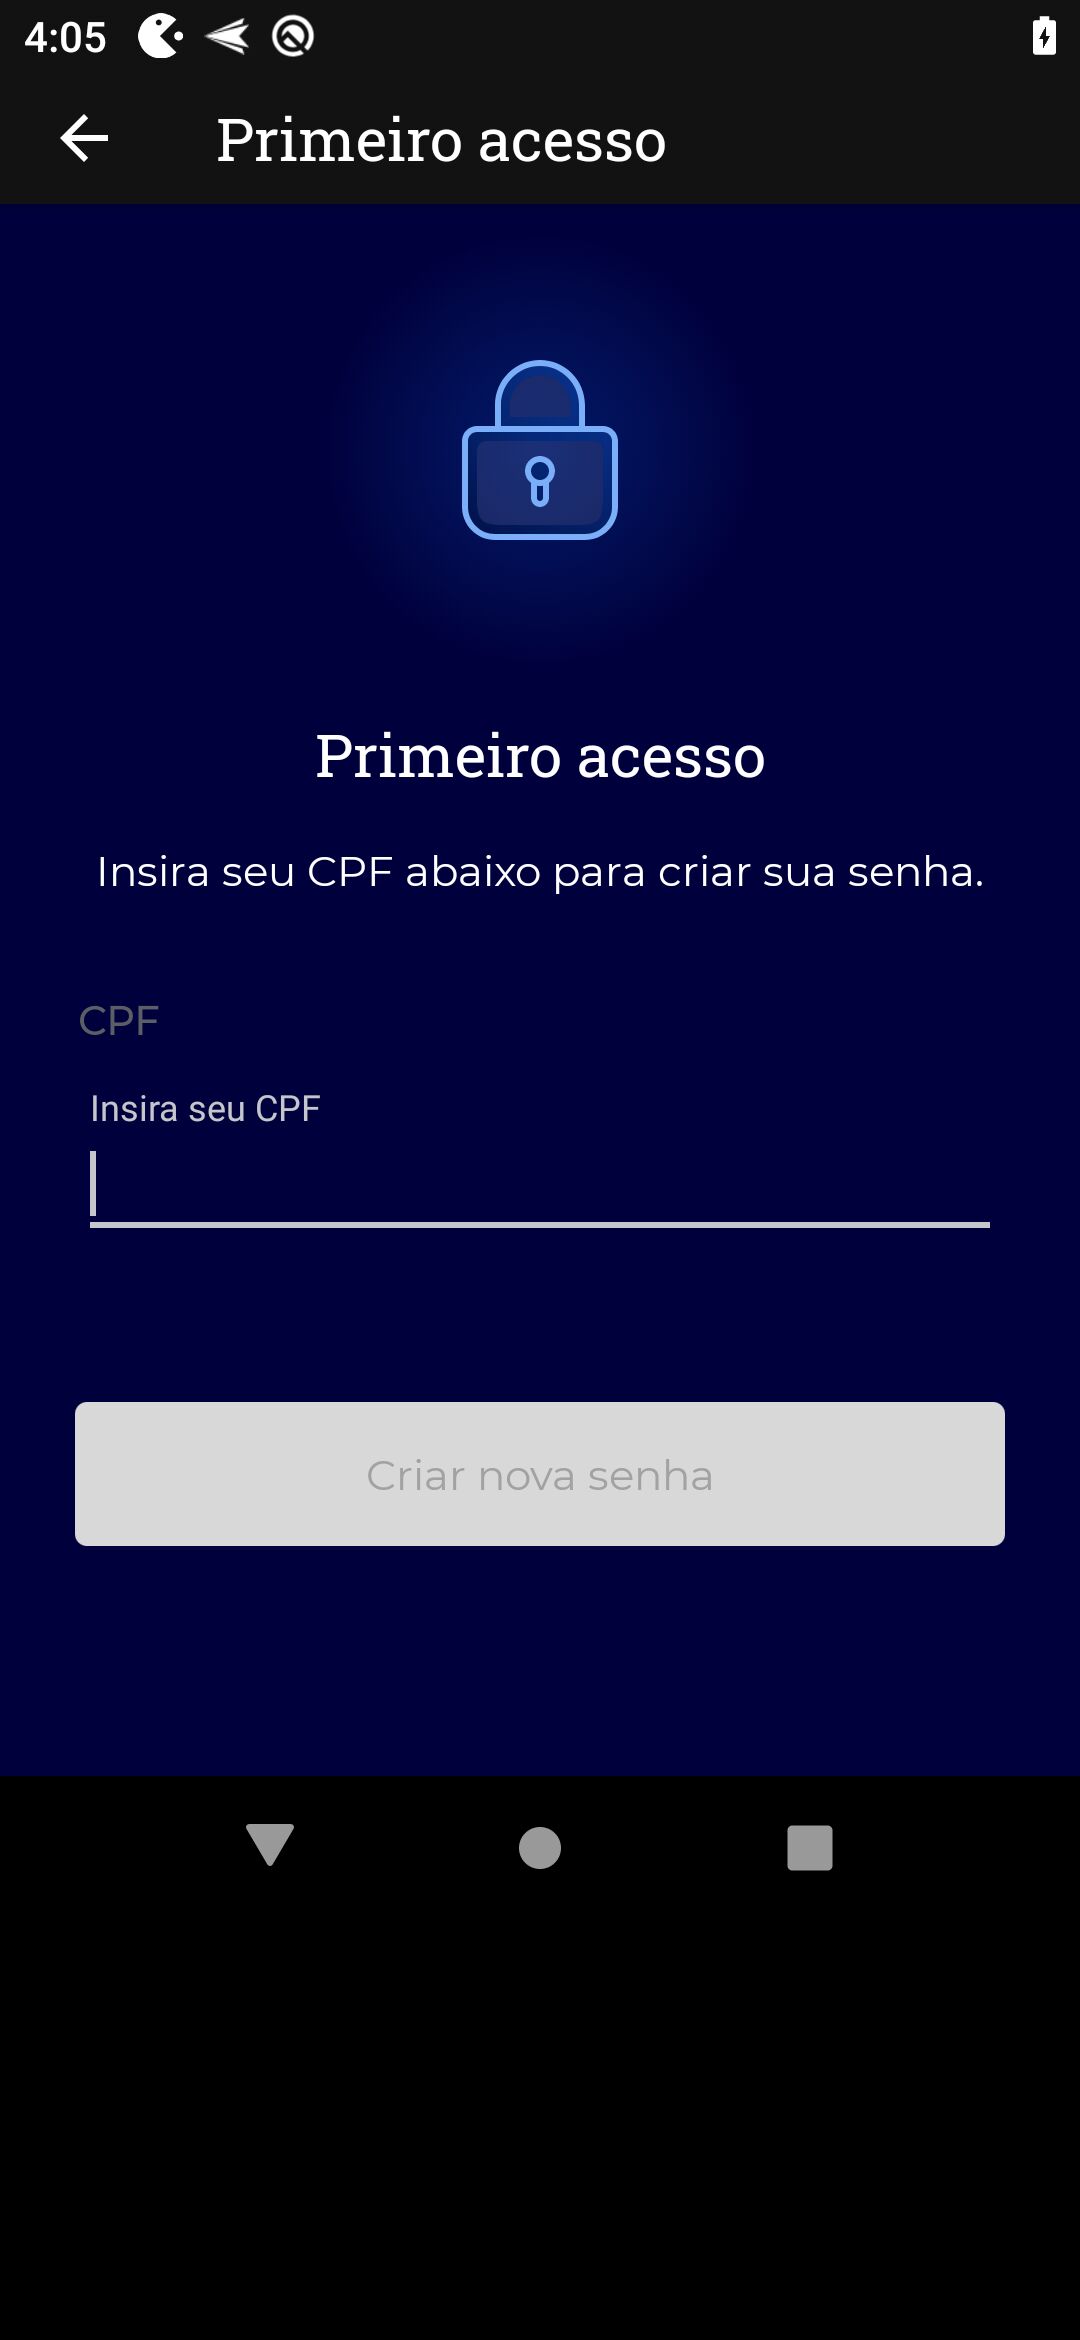 4:05
Primeiro acesso
Primeiro acesso
Insira seu CPF abaixo para criar sua senha.
CPF
Insira seu CPF
Criar nova senha